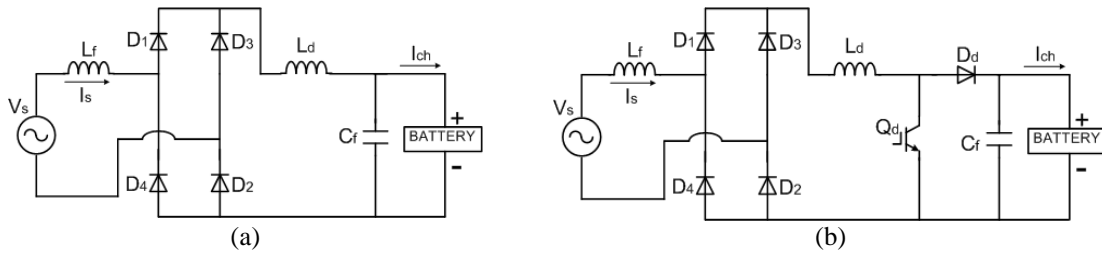 D1
D3
Lf
Ld
Ich
Is
Vs
Cf
+
BATTERY
-
D4
D2
(a)
D1
D3
Lf
Ld
Dd
Ich
Is
Vs
Qd
Cf
+
BATTERY
-
D4
D2
(b)